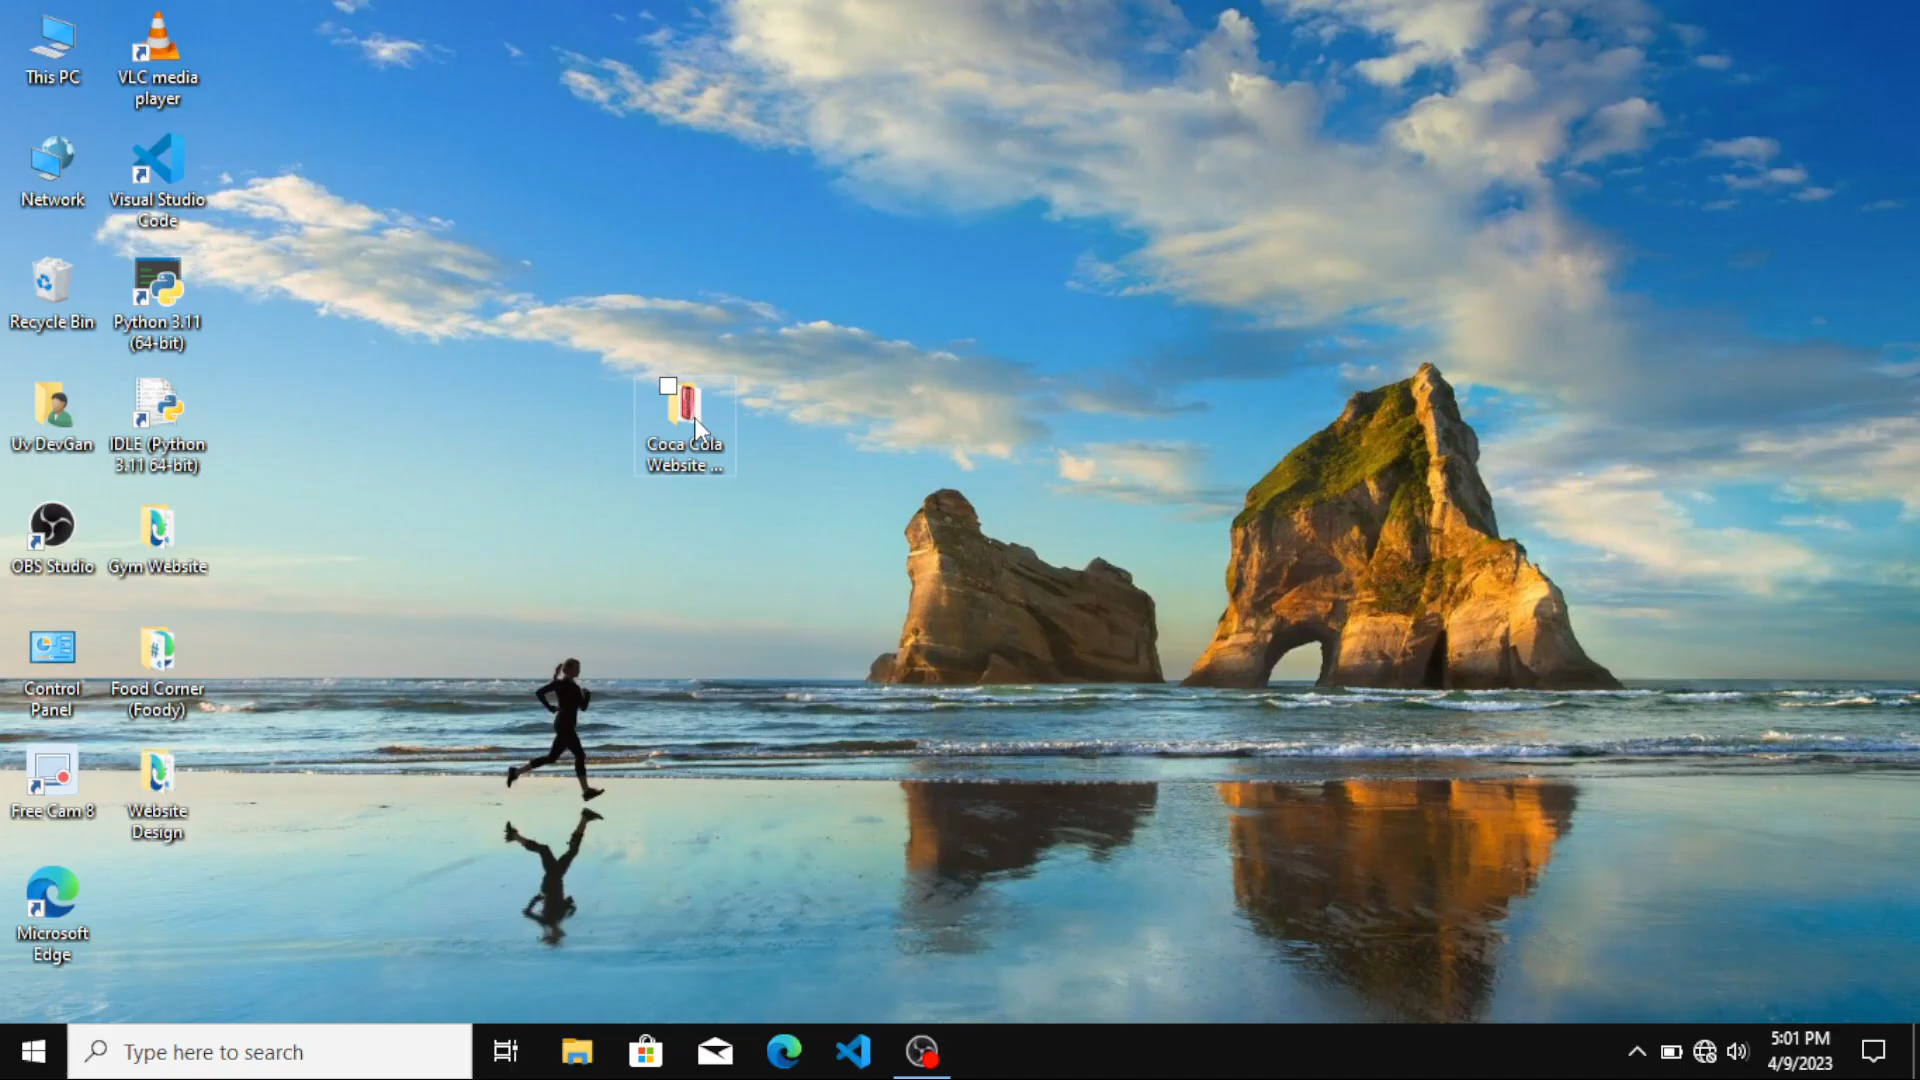 This PC
VLC media
player
Network
Visual Studio
Code
Recycle Bin
Python 3.11
(64-bit)
Uv DevGan
IDLE (Python
3.11 64-bit)
Coca Cola
Website ...
OBS Studio
Gym Website
Control
Panel
Food Corner
(Foody)
Free Cam 8
Website
Design
Microsoft
Edge
Type here to search
5:01 PM
4/9/2023